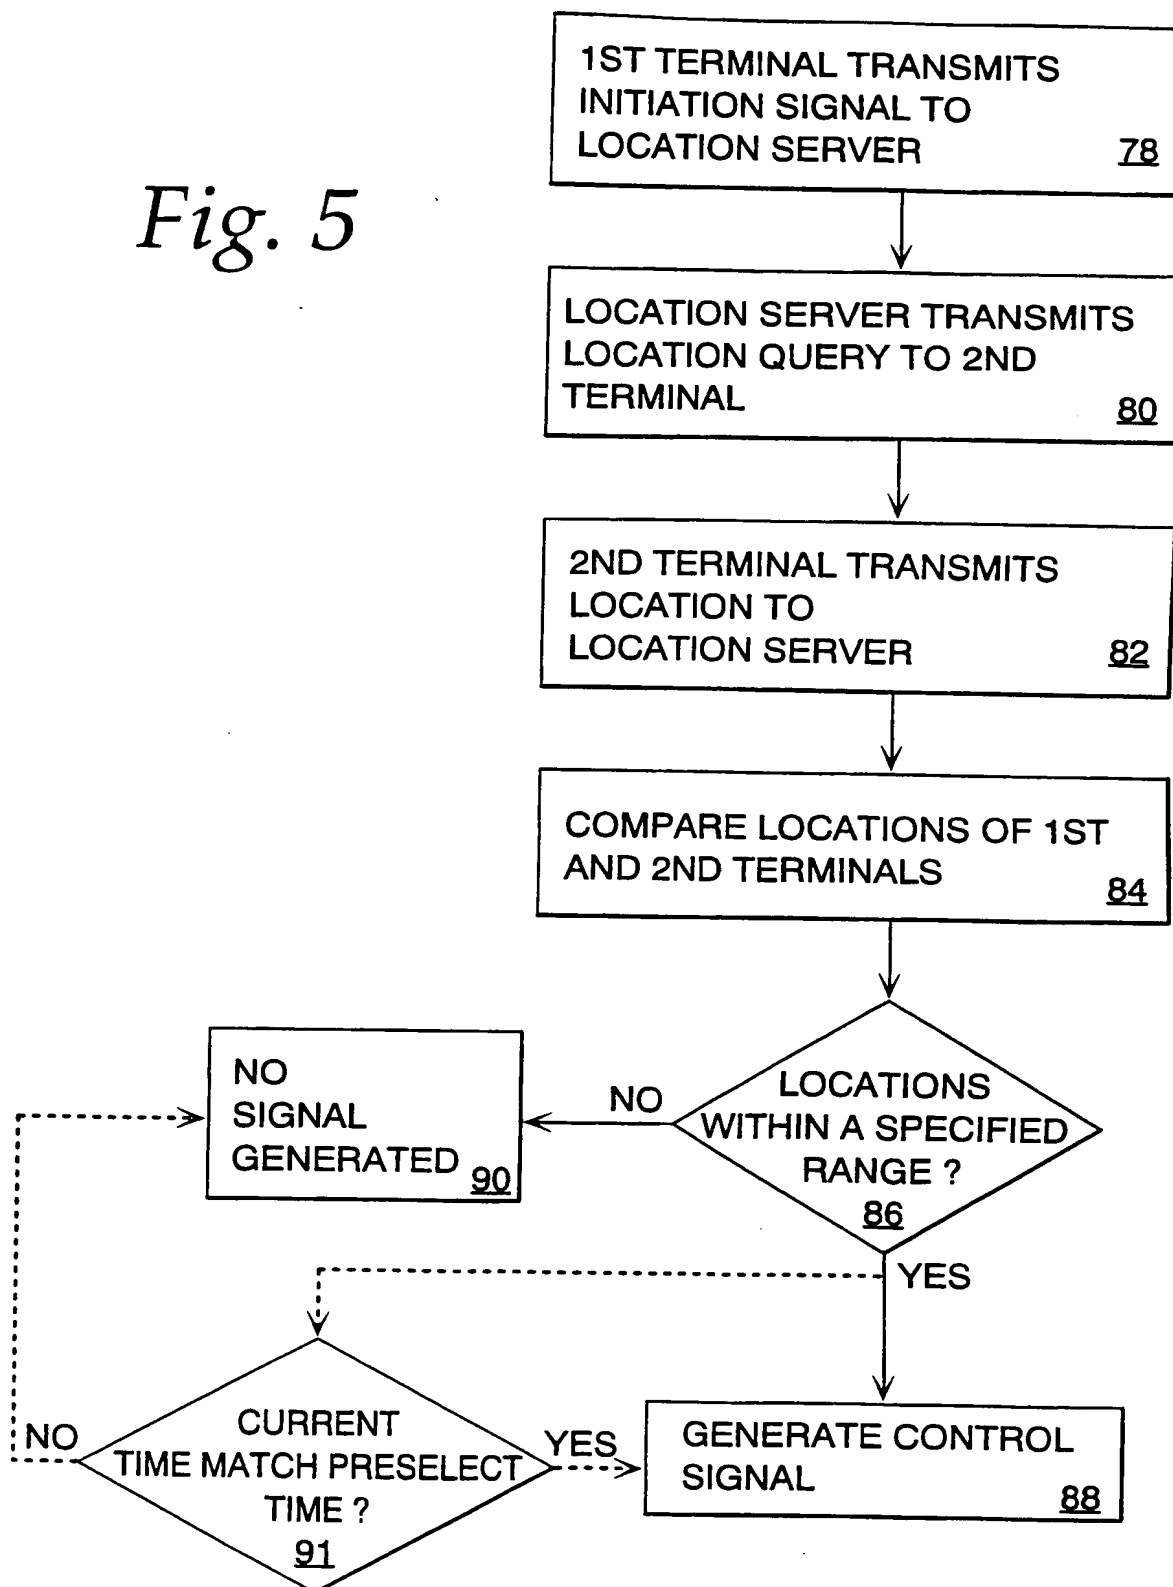 Fig. 5
1ST TERMINAL TRANSMITS
INITIATION SIGNAL TO
LOCATION SERVER 78
LOCATION SERVER TRANSMITS
LOCATION QUERY TO 2ND
TERMINAL 80
2ND TERMINAL TRANSMITS
LOCATION TO
LOCATION SERVER 82
COMPARE LOCATIONS OF 1ST
AND 2ND TERMINALS 84
LOCATIONS
WITHIN A SPECIFIED
RANGE ?
86
NO
NO
SIGNAL
GENERATED 90
YES
CURRENT
TIME MATCH PRESELECT
TIME ?
91
NO
YES
GENERATE CONTROL
SIGNAL 88